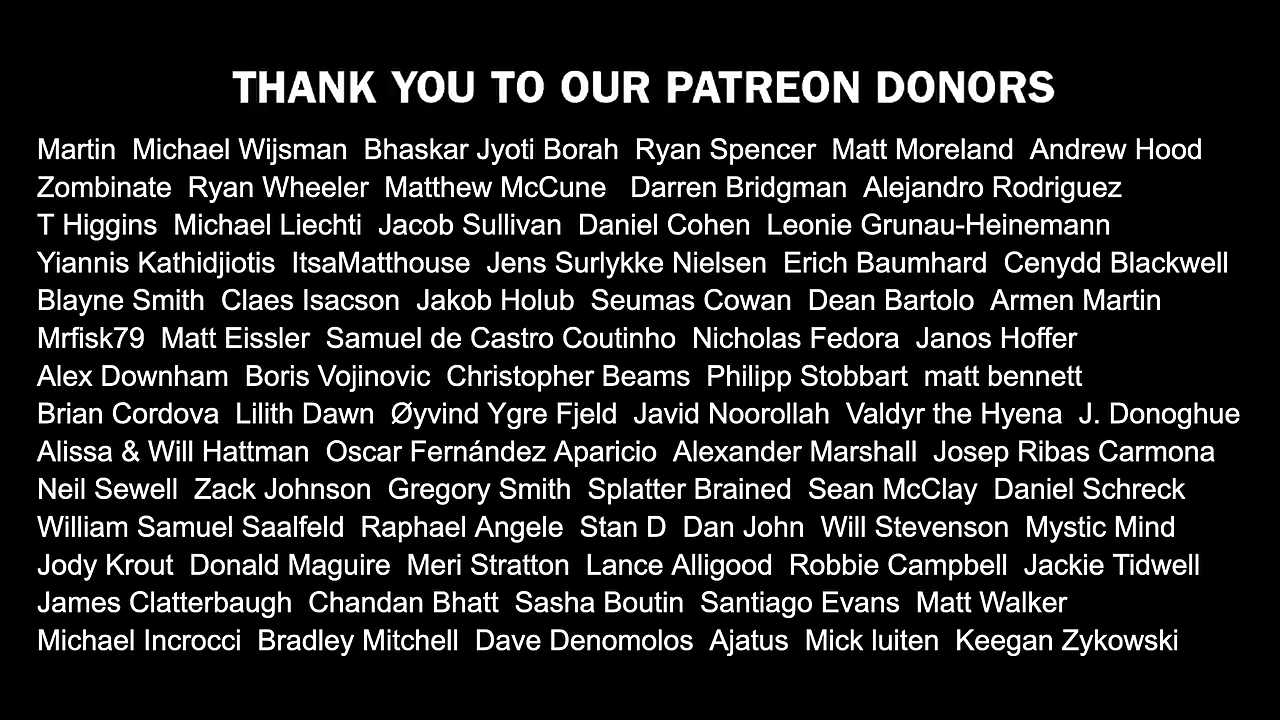 THANK YOU TO OUR PATREON DONORS
Martin  Michael Wijsman  Bhaskar Jyoti Borah  Ryan Spencer  Matt Moreland  Andrew Hood
Zombinate  Ryan Wheeler  Matthew McCune  Darren Bridgman  Alejandro Rodriguez
T Higgins  Michael Liechti  Jacob Sullivan  Daniel Cohen  Leonie Grunau-Heinemann
Yiannis Kathidjiotis  ItsaMatthouse  Jens Surlykke Nielsen  Erich Baumhard  Cenydd Blackwell
Blayne Smith  Claes Isacson  Jakob Holub  Seumas Cowan  Dean Bartolo  Armen Martin
Mrfisk79  Matt Eissler  Samuel de Castro Coutinho  Nicholas Fedora  Janos Hoffer
Alex Downham  Boris Vojinovic  Christopher Beams  Philipp Stobbart  matt bennett
Brian Cordova  Lilith Dawn  Øyvind Ygre Fjeld  Javid Noorollah  Valdyr the Hyena  J. Donoghue
Alissa & Will Hattman  Oscar Fernández Aparicio  Alexander Marshall  Josep Ribas Carmona
Neil Sewell  Zack Johnson  Gregory Smith  Splatter Brained  Sean McClay  Daniel Schreck
William Samuel Saalfeld  Raphael Angele  Stan D  Dan John  Will Stevenson  Mystic Mind
Jody Krout  Donald Maguire  Meri Stratton  Lance Alligood  Robbie Campbell  Jackie Tidwell
James Clatterbaugh  Chandan Bhatt  Sasha Boutin  Santiago Evans  Matt Walker
Michael Incrocci  Bradley Mitchell  Dave Denomolos  Ajatus  Mick luiten  Keegan Zykowski